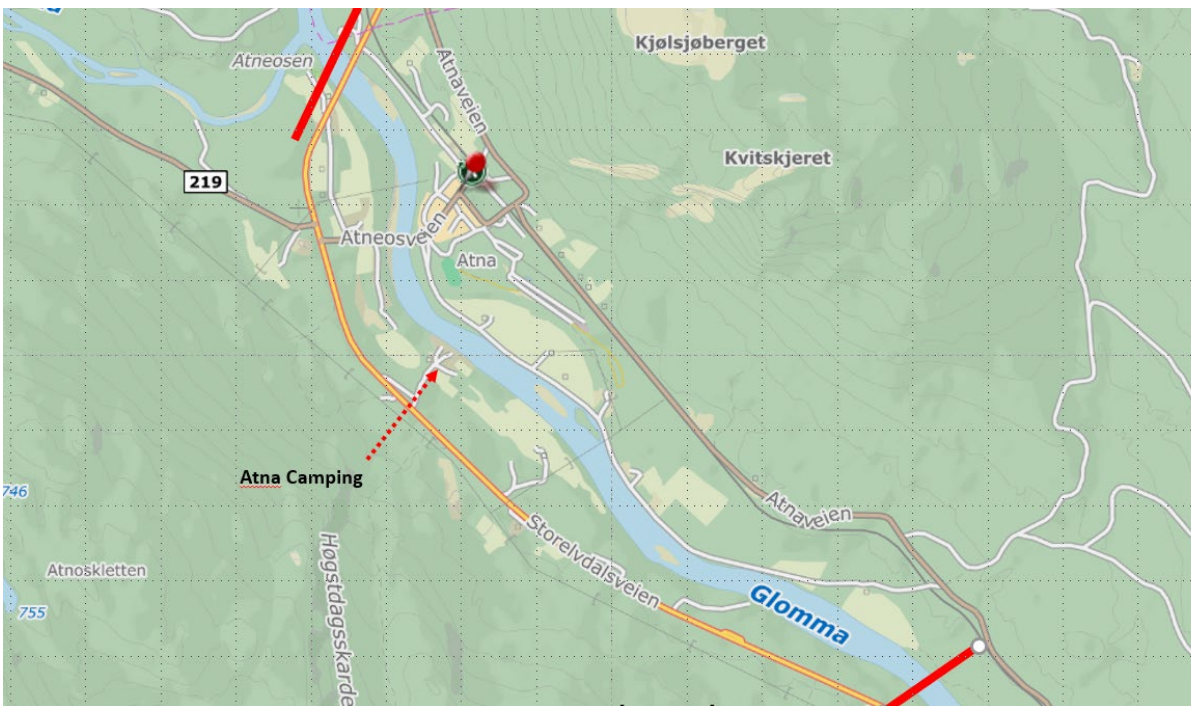 Kjølsjøberget
Atneosen
Atnaveien
Kvitskjeret
219
Atneosveien
Atna
Atna Camping
746
Atnaveien
Storelvdalsveien
Høgstdagsskarde
Atnoskletten
Glomma
755